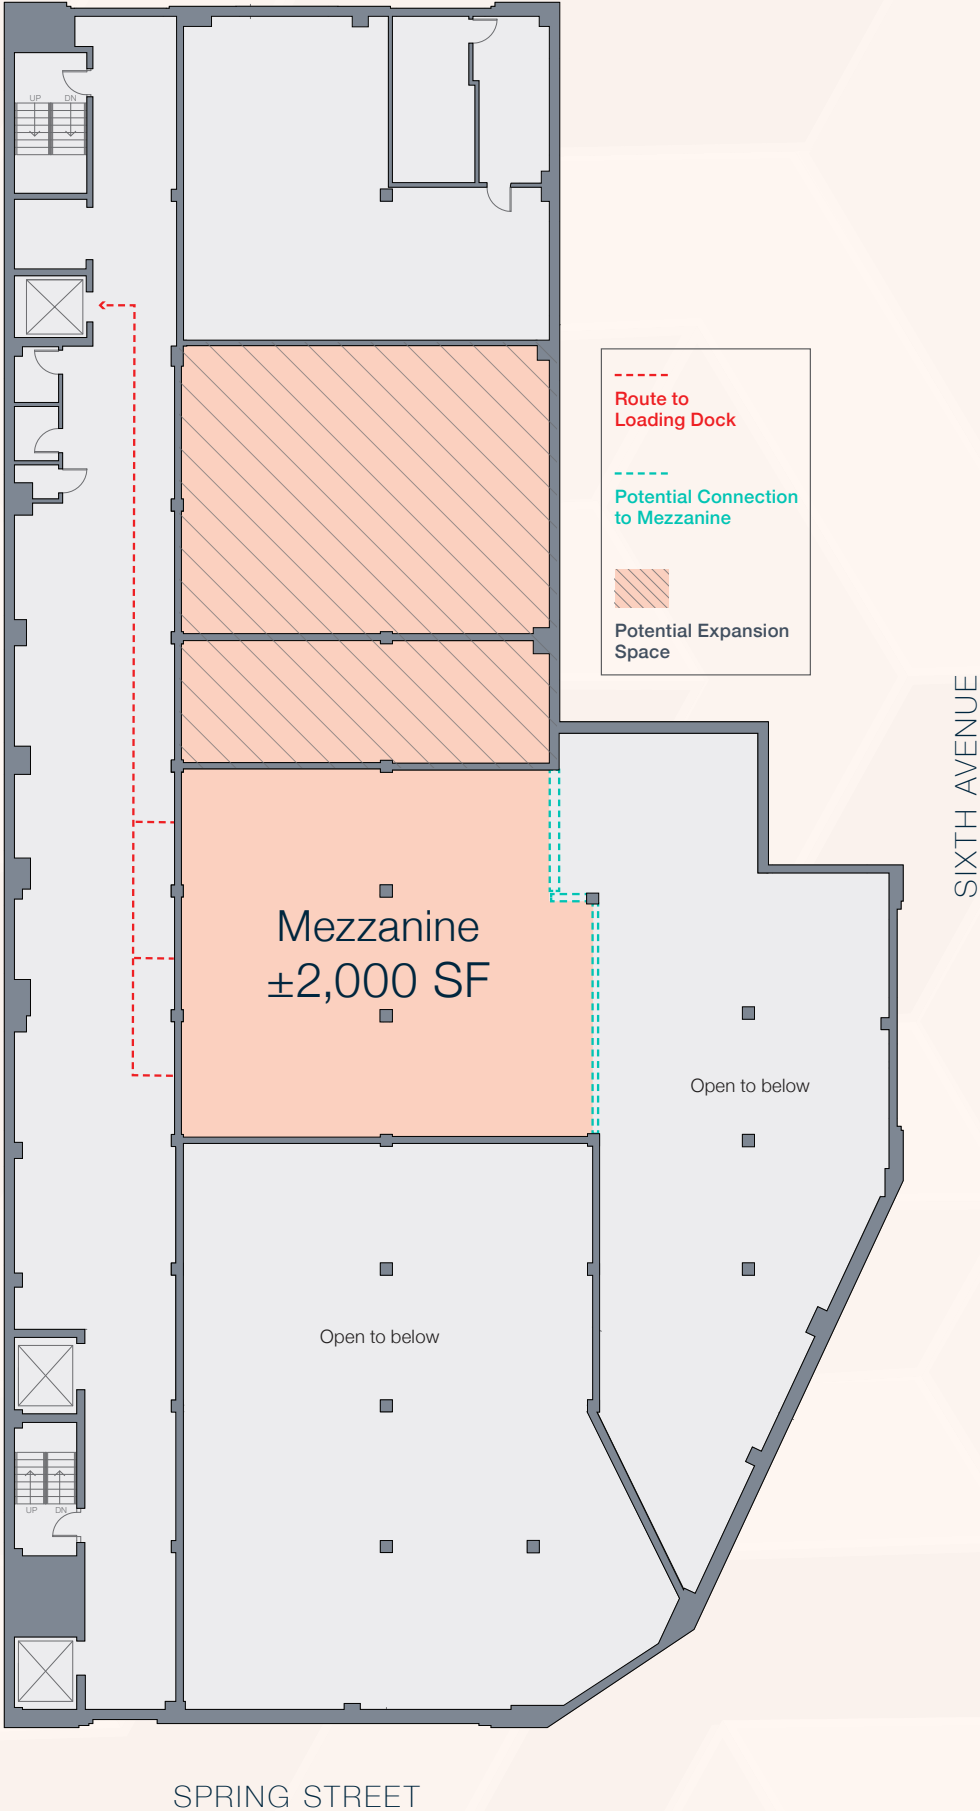 UP DN
Route to
Loading Dock
Potential Connection
to Mezzanine
Potential Expansion
Space
SIXTH AVENUE
Mezzanine
±2,000 SF
Open to below
Open to below
UP DN
SPRING STREET